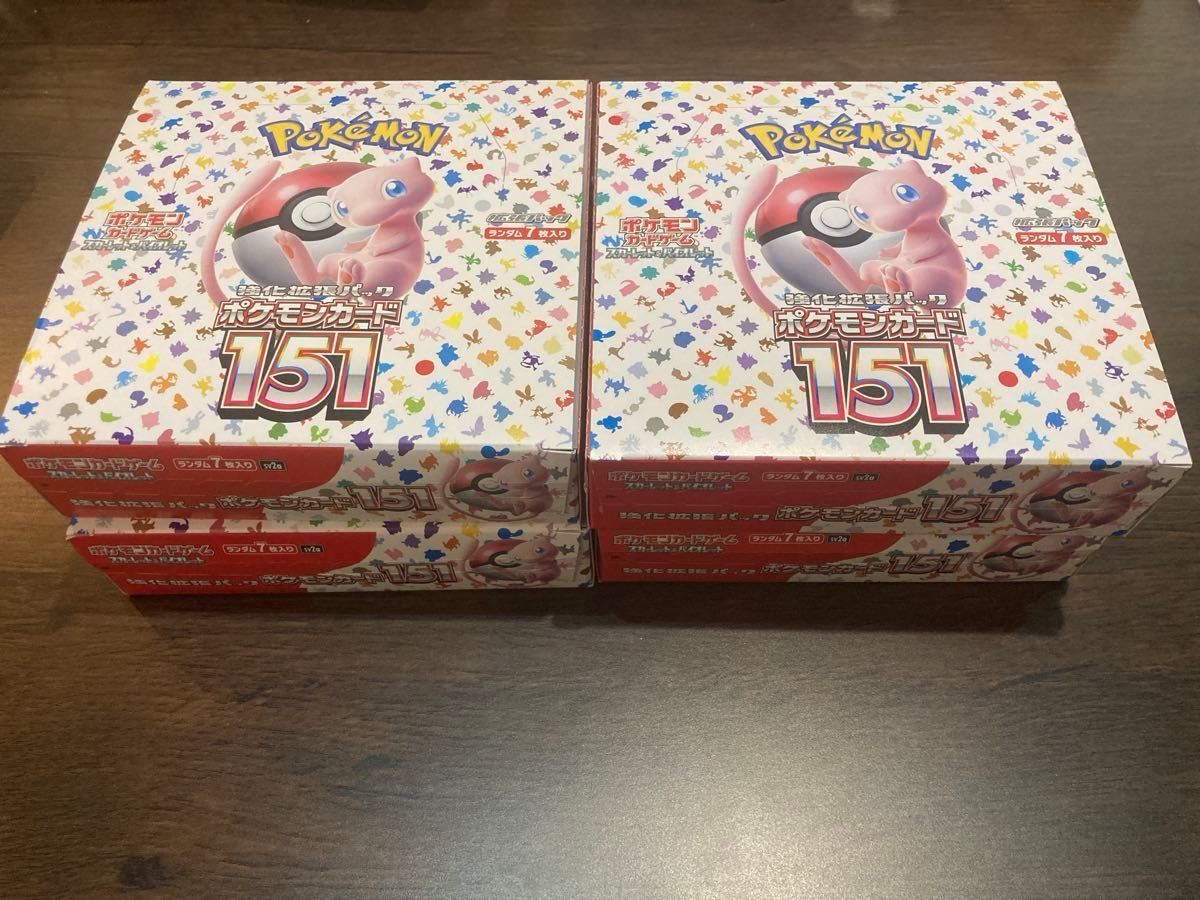 POKéMON
ポケモン
カードゲーム
スカーレット&バイオレット
拡張パック
ランダム7枚入り
強化拡張パック
ポケモンカード
151
POKéMON
ポケモン
カードゲーム
スカーレット&バイオレット
拡張パック
ランダム7枚入り
強化拡張パック
ポケモンカード
151
ポケモンカードゲーム
スカーレット&バイオレット
ランダム7枚入り sv2a
強化拡張パック ポケモンカード151
ポケモンカードゲーム
スカーレット&バイオレット
ランダム7枚入り sv2a
強化拡張パック ポケモンカード151
ポケモンカードゲーム
スカーレット&バイオレット
ランダム7枚入り sv2a
強化拡張パック ポケモンカード151
ポケモンカードゲーム
スカーレット&バイオレット
ランダム7枚入り sv2a
強化拡張パック ポケモンカード151